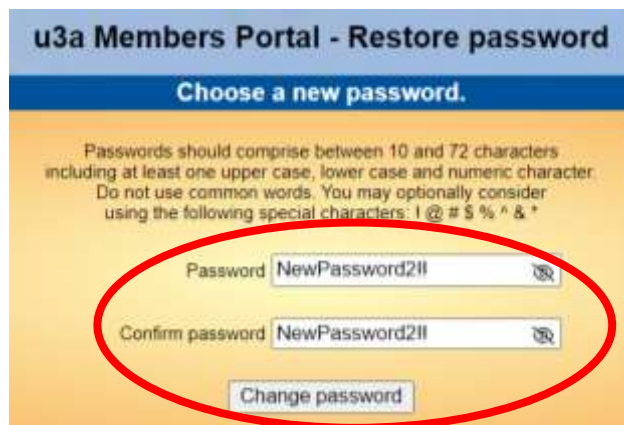 u3a Members Portal - Restore password
Choose a new password.
Passwords should comprise between 10 and 72 characters
including at least one upper case, lower case and numeric character.
Do not use common words. You may optionally consider
using the following special characters: ! @ # $ % ^ & *
Password NewPassword2!!
Confirm password NewPassword2!!
Change password